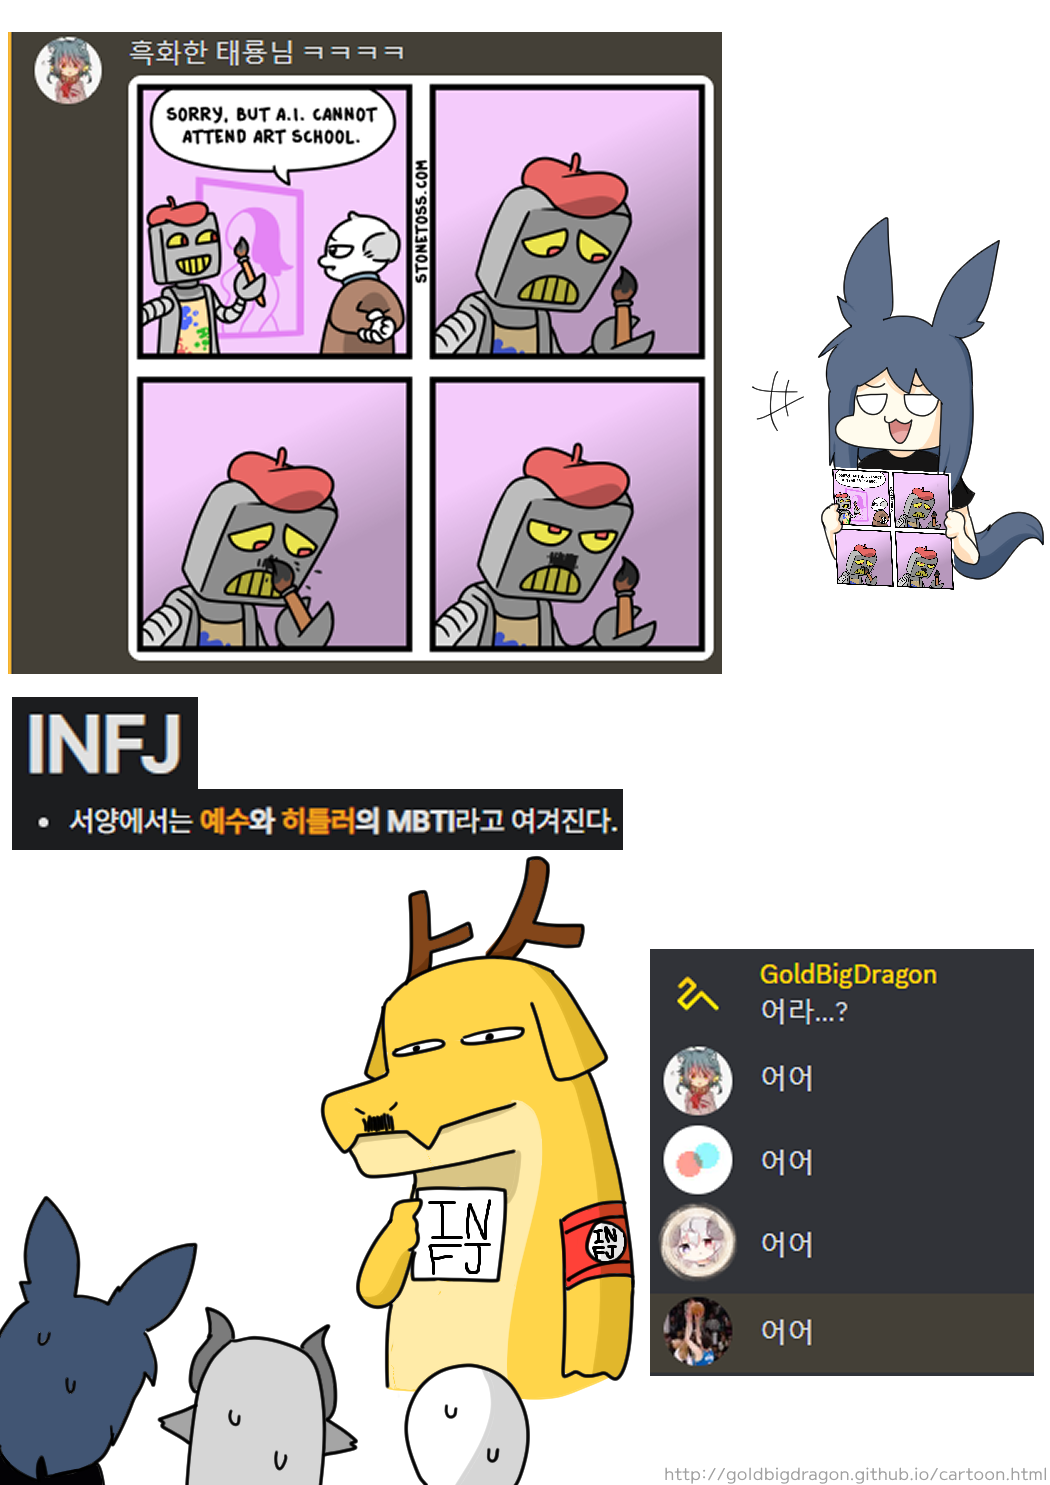 흑화한 태룡님 ㅋㅋㅋㅋ
SORRY, BUT A.I. CANNOT
ATTEND ART SCHOOL.
STONETOSS.COM
INFJ
• 서양에서는 예수와 히틀러의 MBTI라고 여겨진다.
GoldBigDragon
어라...?
어어
어어
어어
어어
IN
FJ
IN
FJ
http://goldbigdragon.github.io/cartoon.html